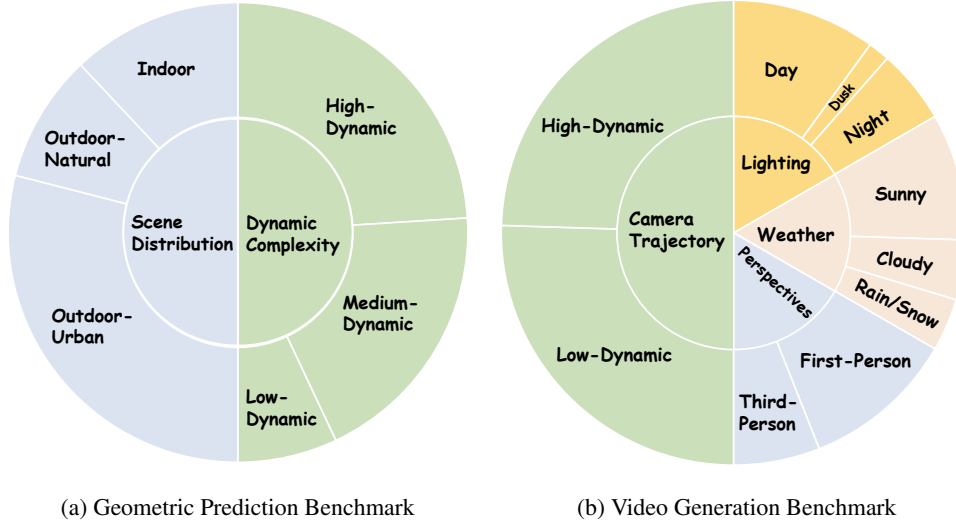 Indoor
High-
Dynamic
Outdoor-
Natural
Scene
Distribution
Dynamic
Complexity
Outdoor-
Urban
Medium-
Dynamic
Low-
Dynamic
(a) Geometric Prediction Benchmark
Day
Dusk
Night
High-Dynamic
Lighting
Sunny
Camera
Trajectory
Weather
Cloudy
Perspectives
Rain/Snow
Low-Dynamic
First-Person
Third-
Person
(b) Video Generation Benchmark